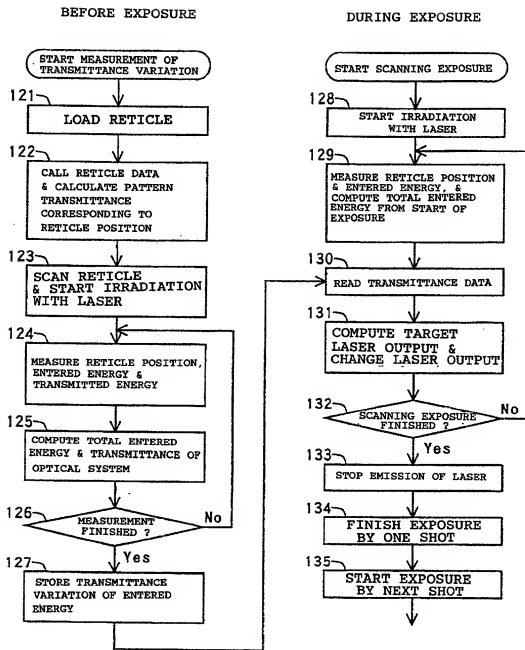 BEFORE EXPOSURE
START MEASUREMENT OF
TRANSMITTANCE VARIATION
121
LOAD RETICLE
122
CALL RETICLE DATA
& CALCULATE PATTERN
TRANSMITTANCE
CORRESPONDING TO
RETICLE POSITION
123
SCAN RETICLE
& START IRRADIATION
WITH LASER
124
MEASURE RETICLE POSITION,
ENTERED ENERGY &
TRANSMITTED ENERGY
125
COMPUTE TOTAL ENTERED
ENERGY & TRANSMITTANCE OF
OPTICAL SYSTEM
126
MEASUREMENT
FINISHED ?
No
Yes
127
STORE TRANSMITTANCE
VARIATION OF ENTERED
ENERGY
DURING EXPOSURE
START SCANNING EXPOSURE
128
START IRRADIATION
WITH LASER
129
MEASURE RETICLE POSITION
& ENTERED ENERGY, &
COMPUTE TOTAL ENTERED
ENERGY FROM START OF
EXPOSURE
130
READ TRANSMITTANCE DATA
131
COMPUTE TARGET
LASER OUTPUT &
CHANGE LASER OUTPUT
132
SCANNING EXPOSURE
FINISHED ?
No
Yes
133
STOP EMISSION OF LASER
134
FINISH EXPOSURE
BY ONE SHOT
135
START EXPOSURE
BY NEXT SHOT